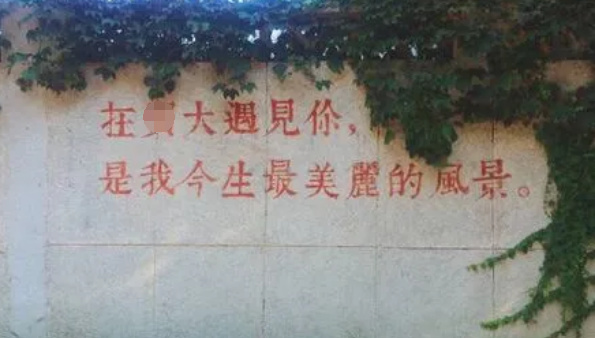 在大遇見你，
是我今生最美麗的風景。